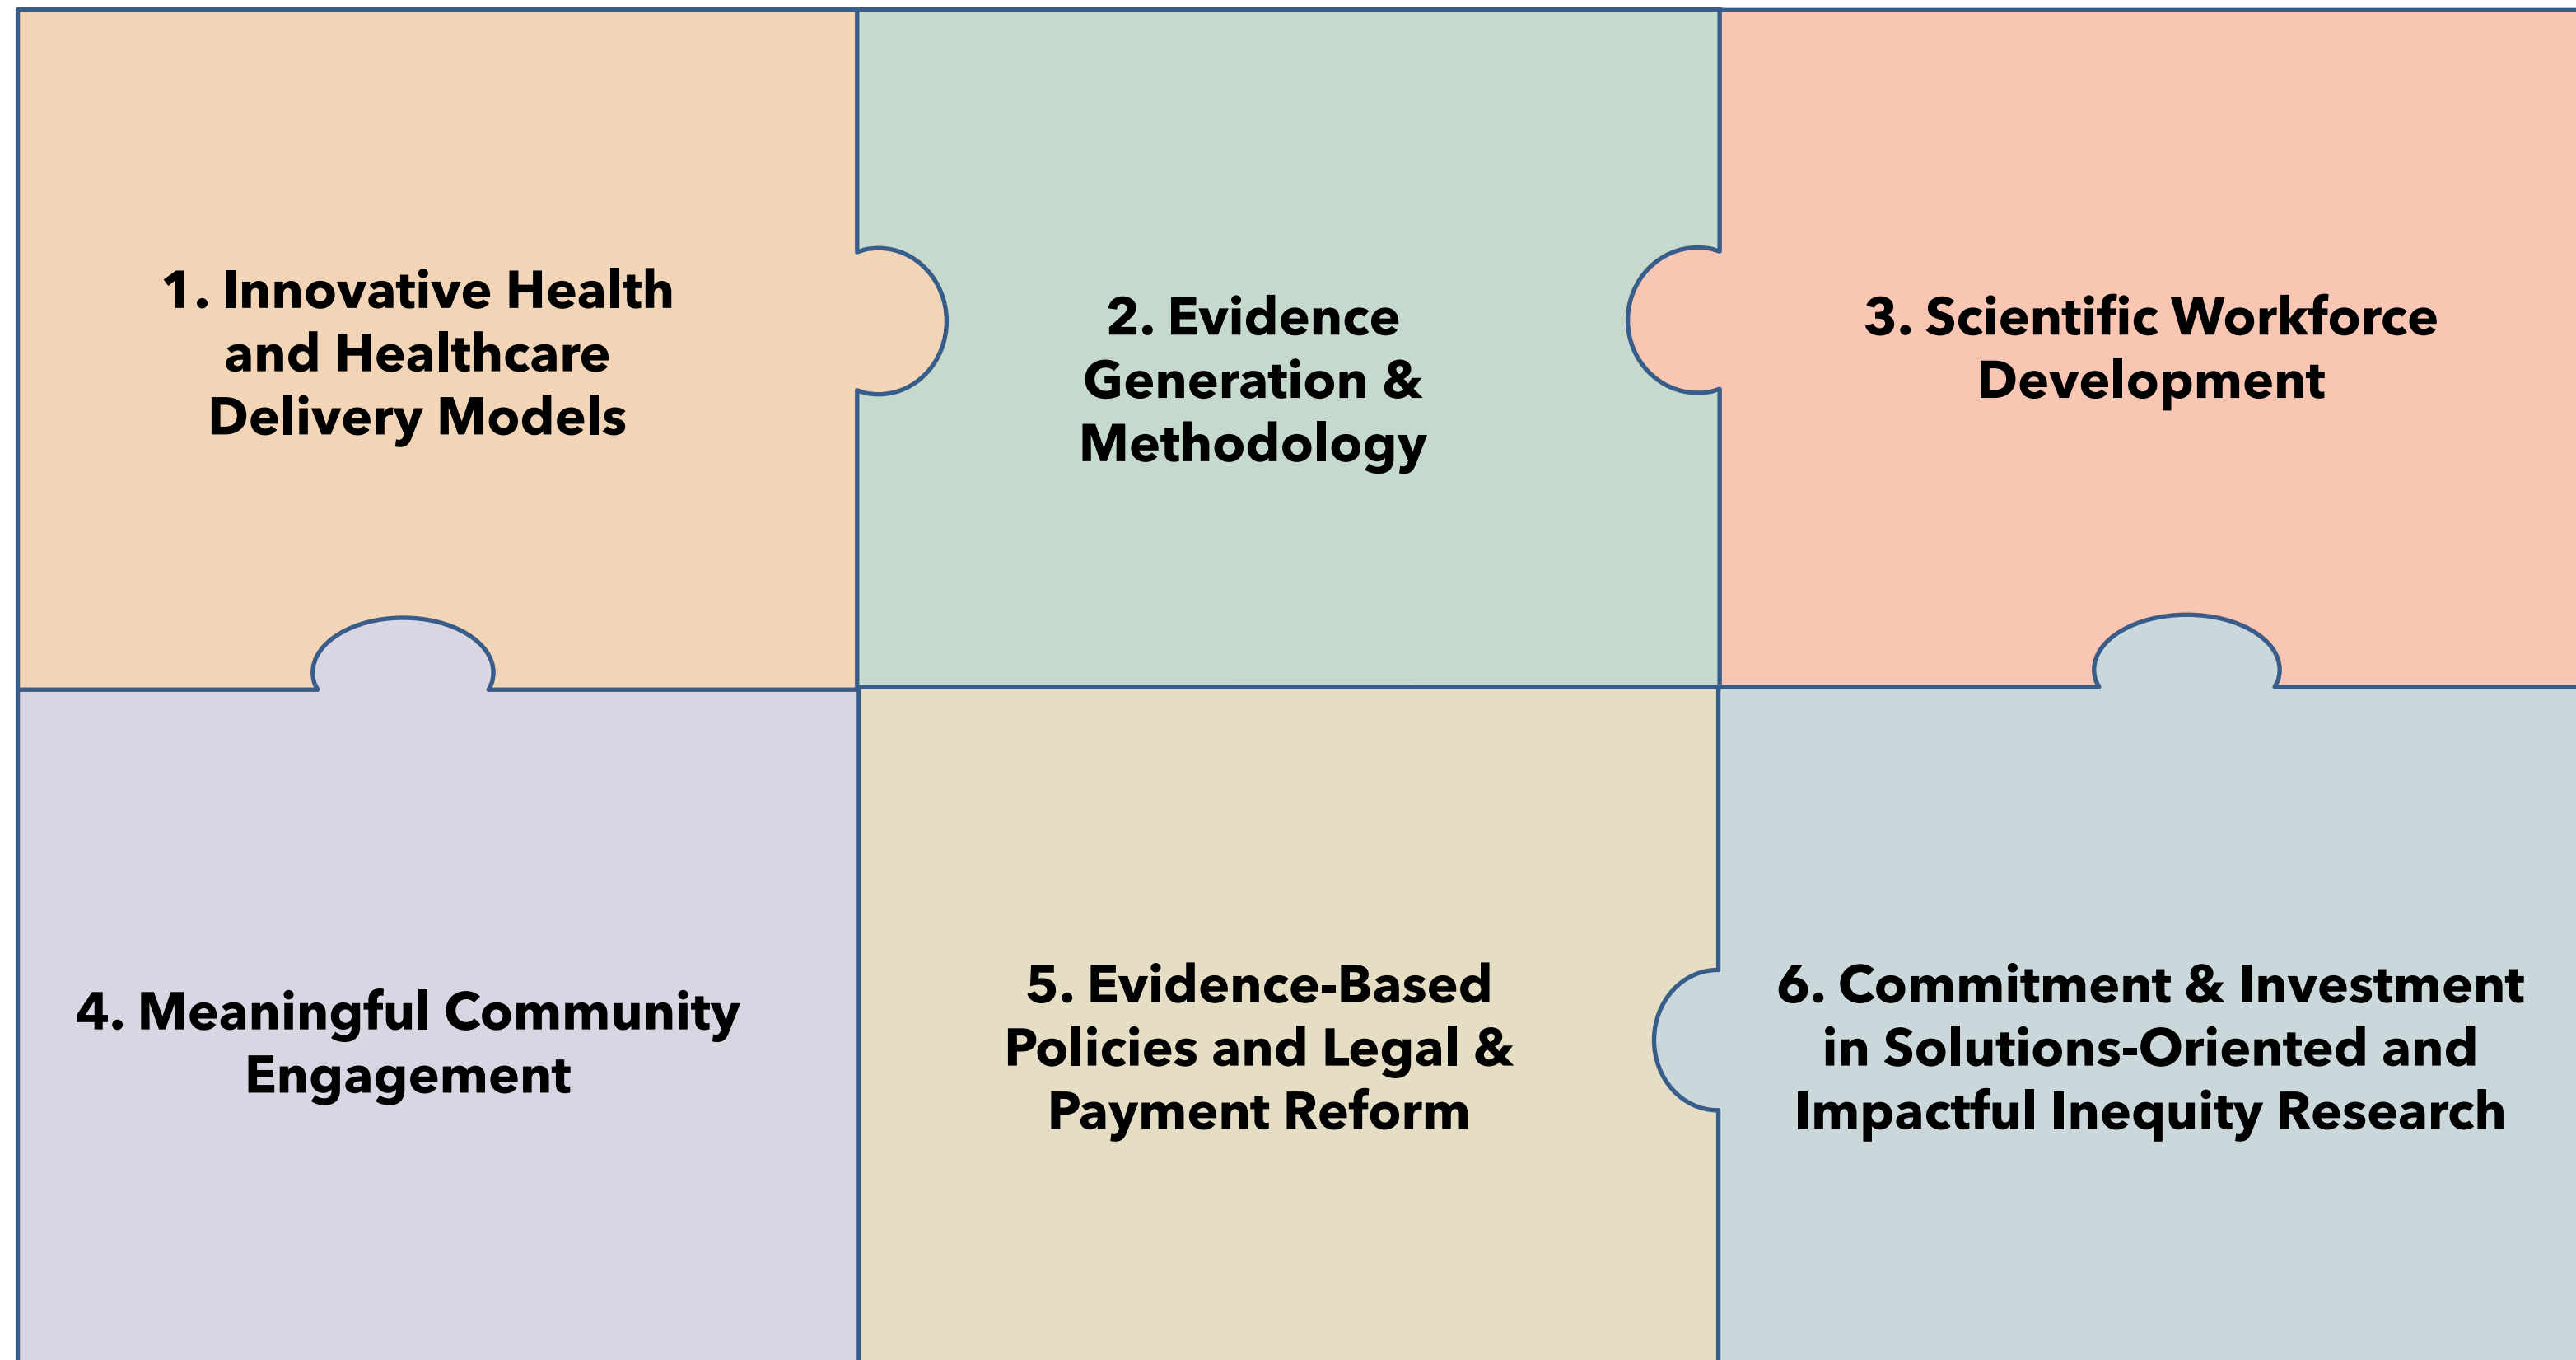 1. Innovative Health
and Healthcare
Delivery Models
2. Evidence
Generation &
Methodology
3. Scientific Workforce
Development
4. Meaningful Community
Engagement
5. Evidence-Based
Policies and Legal &
Payment Reform
6. Commitment & Investment
in Solutions-Oriented and
Impactful Inequity Research